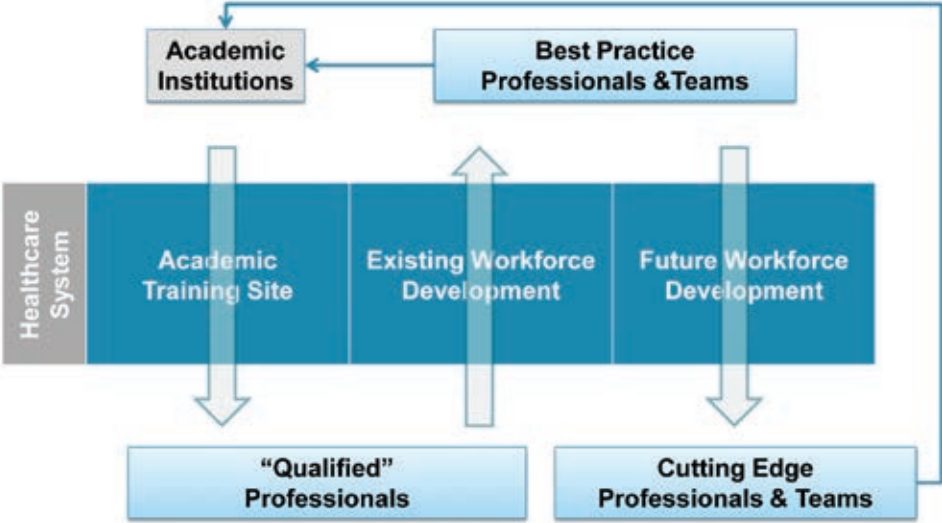 Academic
Institutions
Best Practice
Professionals &Teams
Healthcare
System
Academic
Training Site
Existing Workforce
Development
Future Workforce
Development
“Qualified”
Professionals
Cutting Edge
Professionals & Teams